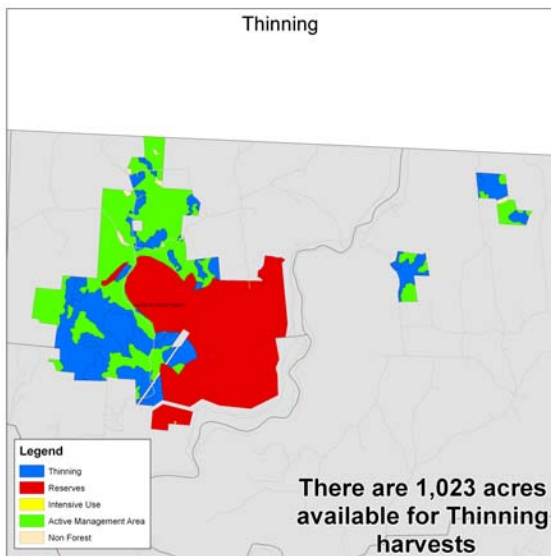 Thinning
Legend
Thinning
Reserves
Intensive Use
Active Management Area
Non Forest
There are 1,023 acres
available for Thinning
harvests